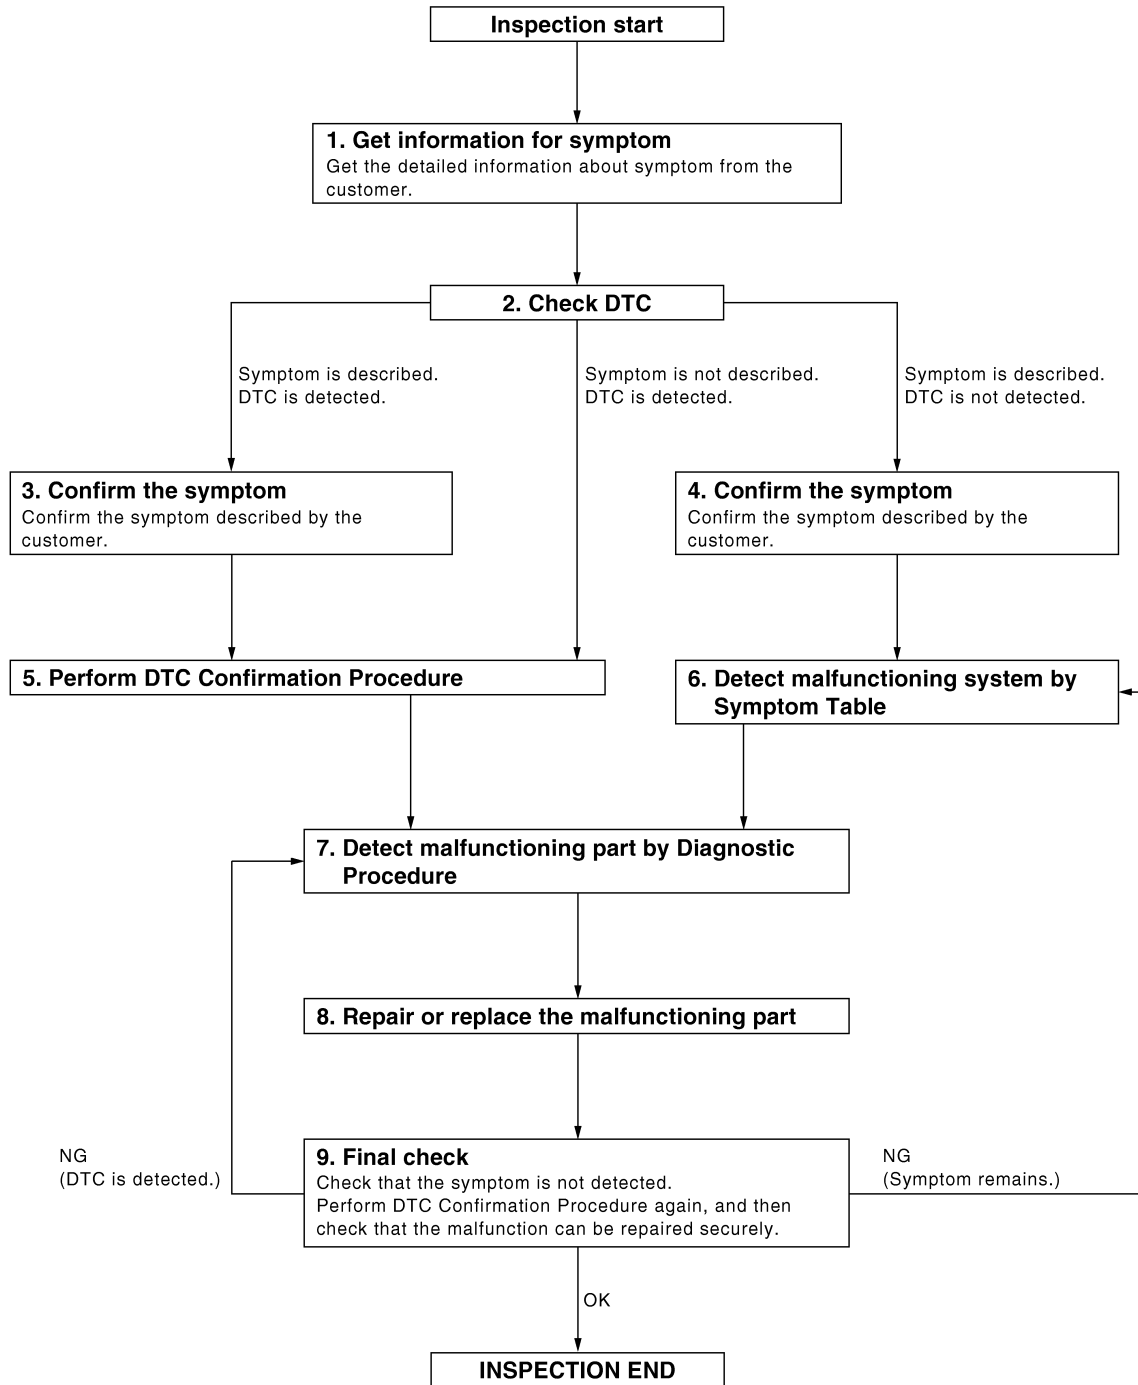 Inspection start
1. Get information for symptom
Get the detailed information about symptom from the
customer.
2. Check DTC
Symptom is described.
DTC is detected.
Symptom is not described.
DTC is detected.
Symptom is described.
DTC is not detected.
3. Confirm the symptom
Confirm the symptom described by the
customer.
4. Confirm the symptom
Confirm the symptom described by the
customer.
5. Perform DTC Confirmation Procedure
6. Detect malfunctioning system by
Symptom Table
7. Detect malfunctioning part by Diagnostic
Procedure
8. Repair or replace the malfunctioning part
NG
(DTC is detected.)
9. Final check
Check that the symptom is not detected.
Perform DTC Confirmation Procedure again, and then
check that the malfunction can be repaired securely.
NG
(Symptom remains.)
OK
INSPECTION END